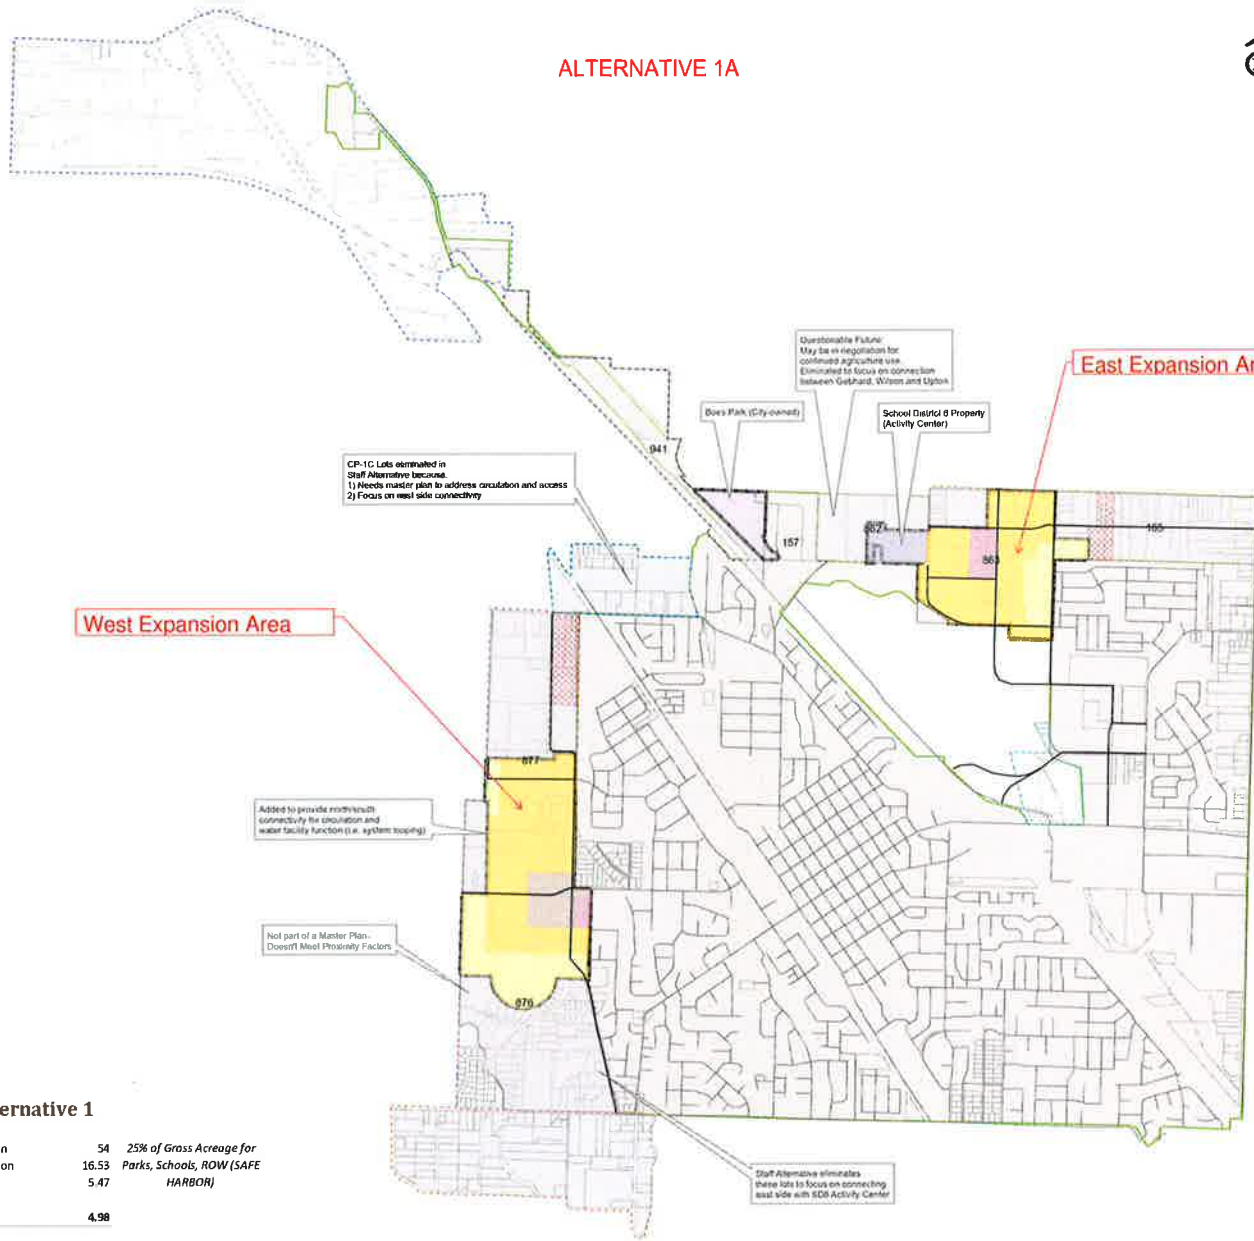 ALTERNATIVE 1A
Questionable Future:
May be in negotiation for
continued agriculture use.
Eliminated to focus on connection
between Gebhard, Wilson and Upton
East Expansion Ar
Boes Park (City-owned)
School District 6 Property
(Activity Center)
941
CP-1C Lots eliminated in
Staff Alternative because:
1) Needs master plan to address circulation and access
2) Focus on east side connectivity
157
165
West Expansion Area
877
Added to provide north/south
connectivity for circulation and
water facility function (i.e. system looping)
Not part of a Master Plan-
Doesn't Meet Proximity Factors
876
ernative 1
n 54 25% of Gross Acreage for
on 16.53 Parks, Schools, ROW (SAFE
5.47 HARBOR)
4.98
Staff Alternative eliminates
these lots to focus on connecting
east side with SD6 Activity Center